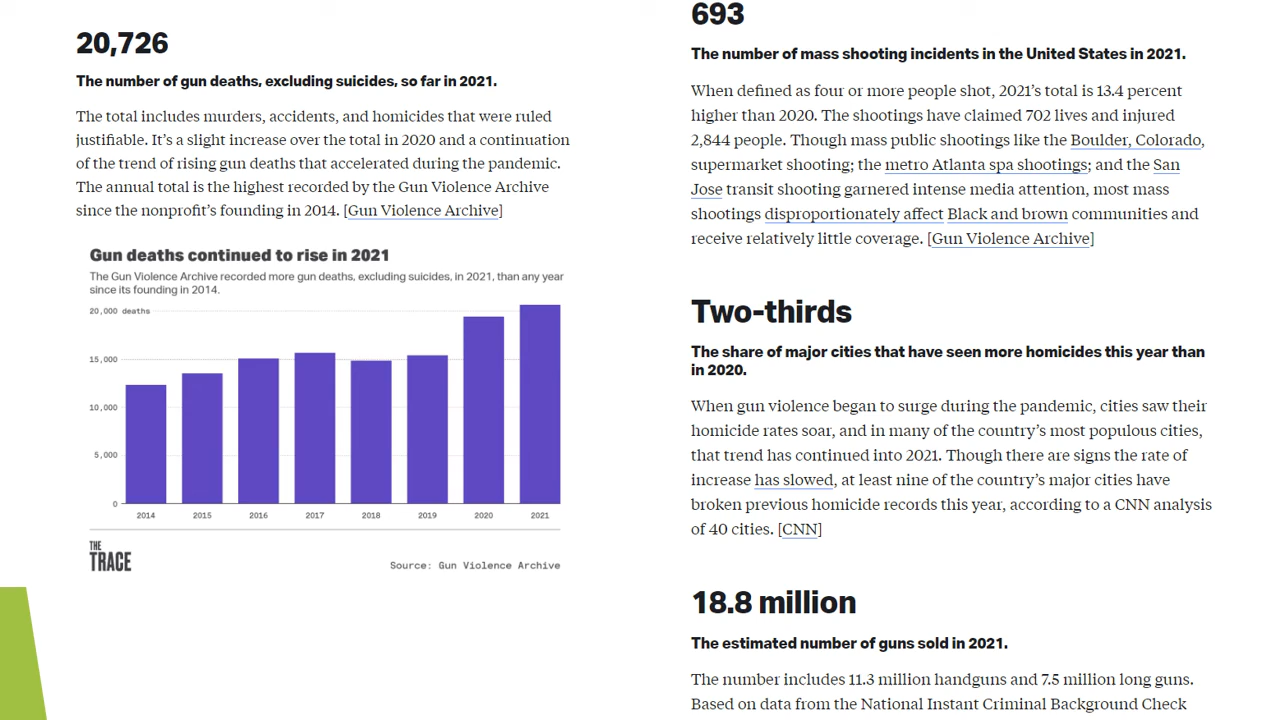 20,726
The number of gun deaths, excluding suicides, so far in 2021.
The total includes murders, accidents, and homicides that were ruled
justifiable. It’s a slight increase over the total in 2020 and a continuation
of the trend of rising gun deaths that accelerated during the pandemic.
The annual total is the highest recorded by the Gun Violence Archive
since the nonprofit’s founding in 2014. [Gun Violence Archive]
Gun deaths continued to rise in 2021
The Gun Violence Archive recorded more gun deaths, excluding suicides, in 2021, than any year
since its founding in 2014.
20,000 deaths
15,000
10,000
5,000
0
2014 2015 2016 2017 2018 2019 2020 2021
THE
TRACE
Source: Gun Violence Archive
693
The number of mass shooting incidents in the United States in 2021.
When defined as four or more people shot, 2021’s total is 13.4 percent
higher than 2020. The shootings have claimed 702 lives and injured
2,844 people. Though mass public shootings like the Boulder, Colorado,
supermarket shooting; the metro Atlanta spa shootings; and the San
Jose transit shooting garnered intense media attention, most mass
shootings disproportionately affect Black and brown communities and
receive relatively little coverage. [Gun Violence Archive]
Two-thirds
The share of major cities that have seen more homicides this year than
in 2020.
When gun violence began to surge during the pandemic, cities saw their
homicide rates soar, and in many of the country’s most populous cities,
that trend has continued into 2021. Though there are signs the rate of
increase has slowed, at least nine of the country’s major cities have
broken previous homicide records this year, according to a CNN analysis
of 40 cities. [CNN]
18.8 million
The estimated number of guns sold in 2021.
The number includes 11.3 million handguns and 7.5 million long guns.
Based on data from the National Instant Criminal Background Check